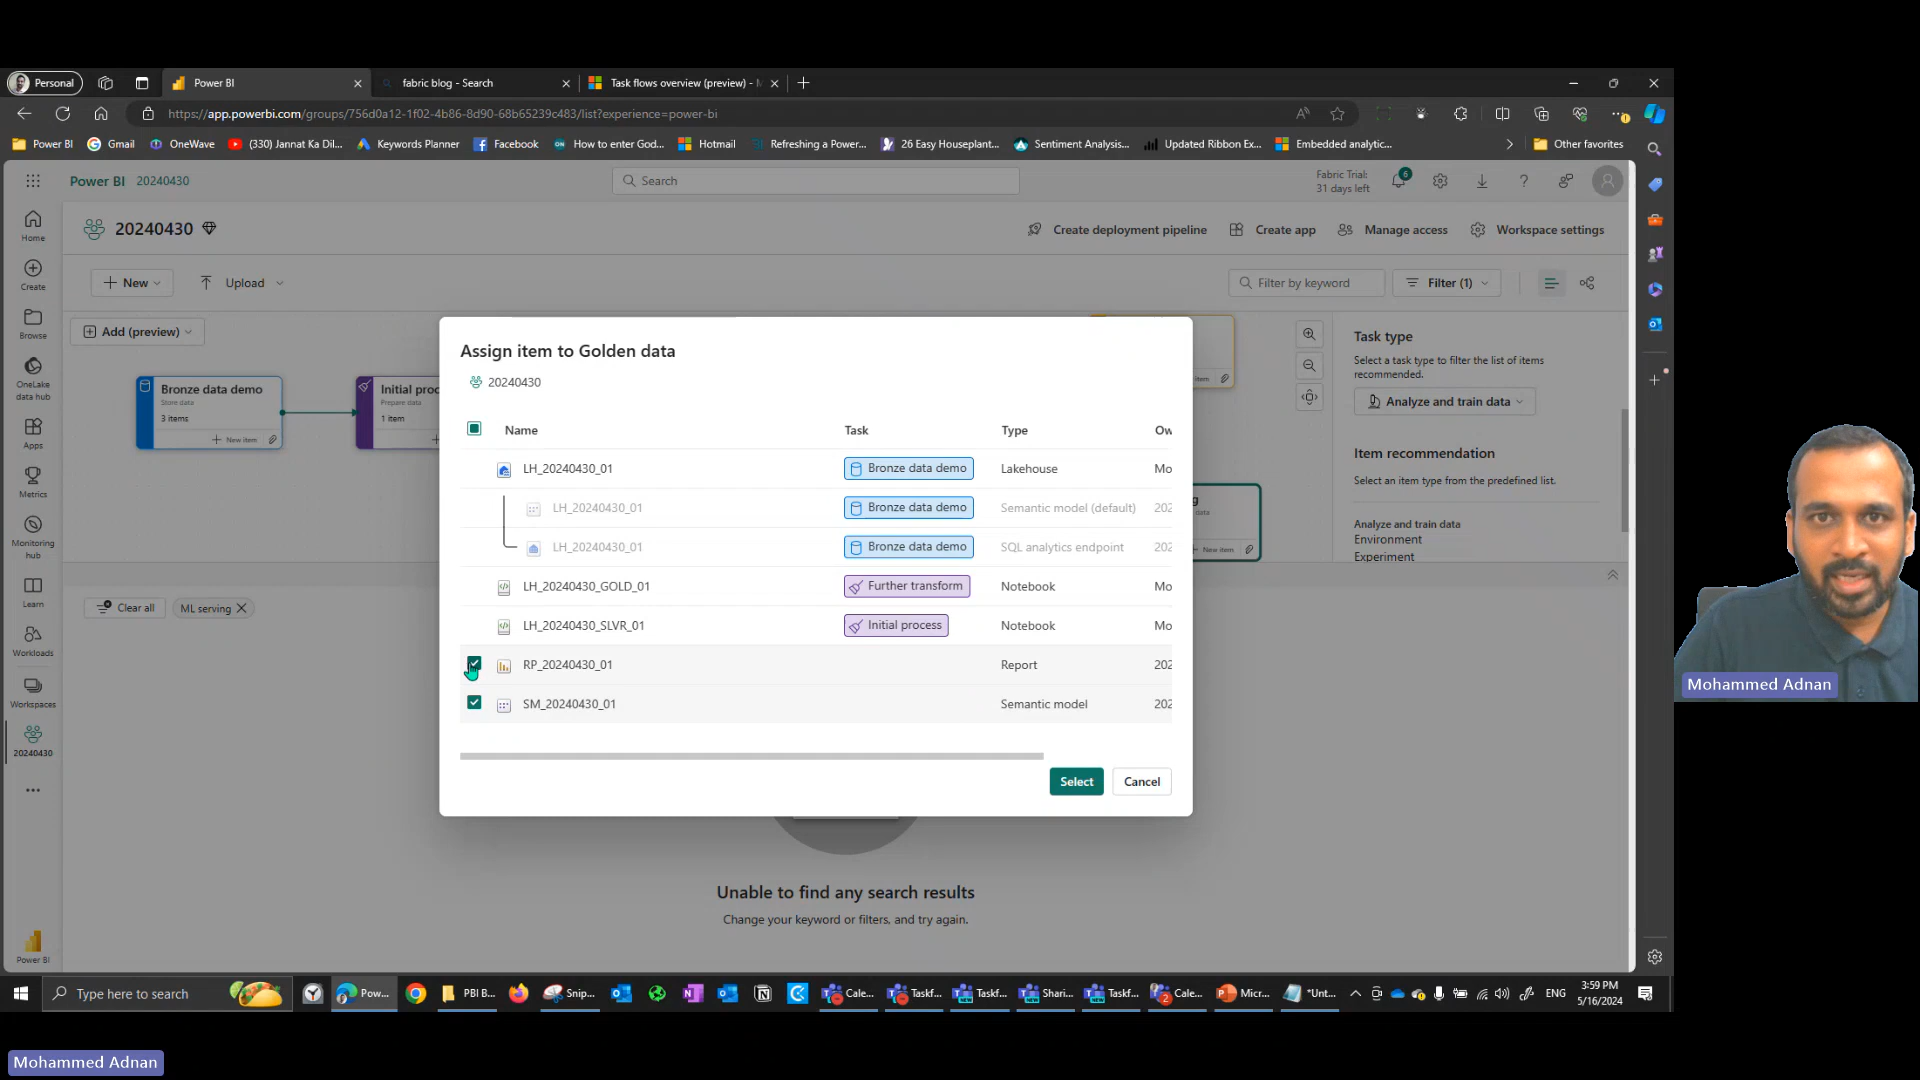 Personal
Power BI
fabric blog - Search
Task flows overview (preview) -
https://app.powerbi.com/groups/756d0a12-1f02-4b86-8d90-68b65239c483/list?experience=power-bi
Power BI
Gmail
OneWave
(330) Jannat Ka Dil...
Keywords Planner
Facebook
How to enter God...
Hotmail
Refreshing a Power...
26 Easy Houseplant...
Sentiment Analysis...
Updated Ribbon Ex...
Embedded analytic...
Other favorites
Power BI 20240430
Search
Fabric Trial:
31 days left
6
20240430
Create deployment pipeline
Create app
Manage access
Workspace settings
New
Upload
Filter by keyword
Filter (1)
Add (preview)
Home
Create
Browse
OneLake
data hub
Apps
Metrics
Monitoring
hub
Learn
Workloads
Workspaces
20240430
Power BI
Bronze data demo
Store data
3 items
New item
Initial proc
Prepare data
1 item
Assign item to Golden data
20240430
Name Task Type Ow
LH_20240430_01 Bronze data demo Lakehouse Mo
LH_20240430_01 Bronze data demo Semantic model (default) 202
LH_20240430_01 Bronze data demo SQL analytics endpoint 202
LH_20240430_GOLD_01 Further transform Notebook Mo
LH_20240430_SLVR_01 Initial process Notebook Mo
RP_20240430_01 Report 202
SM_20240430_01 Semantic model 202
Select
Cancel
item
g
data
New item
Task type
Select a task type to filter the list of items
recommended.
Analyze and train data
Item recommendation
Select an item type from the predefined list.
Analyze and train data
Environment
Experiment
Clear all
ML serving
Unable to find any search results
Change your keyword or filters, and try again.
Mohammed Adnan
Type here to search
Pow...
PBI B...
Snip...
Cale...
Taskf...
Taskf...
Shari...
Taskf...
2
Cale...
Micr...
*Unt...
ENG
3:59 PM
5/16/2024
Mohammed Adnan